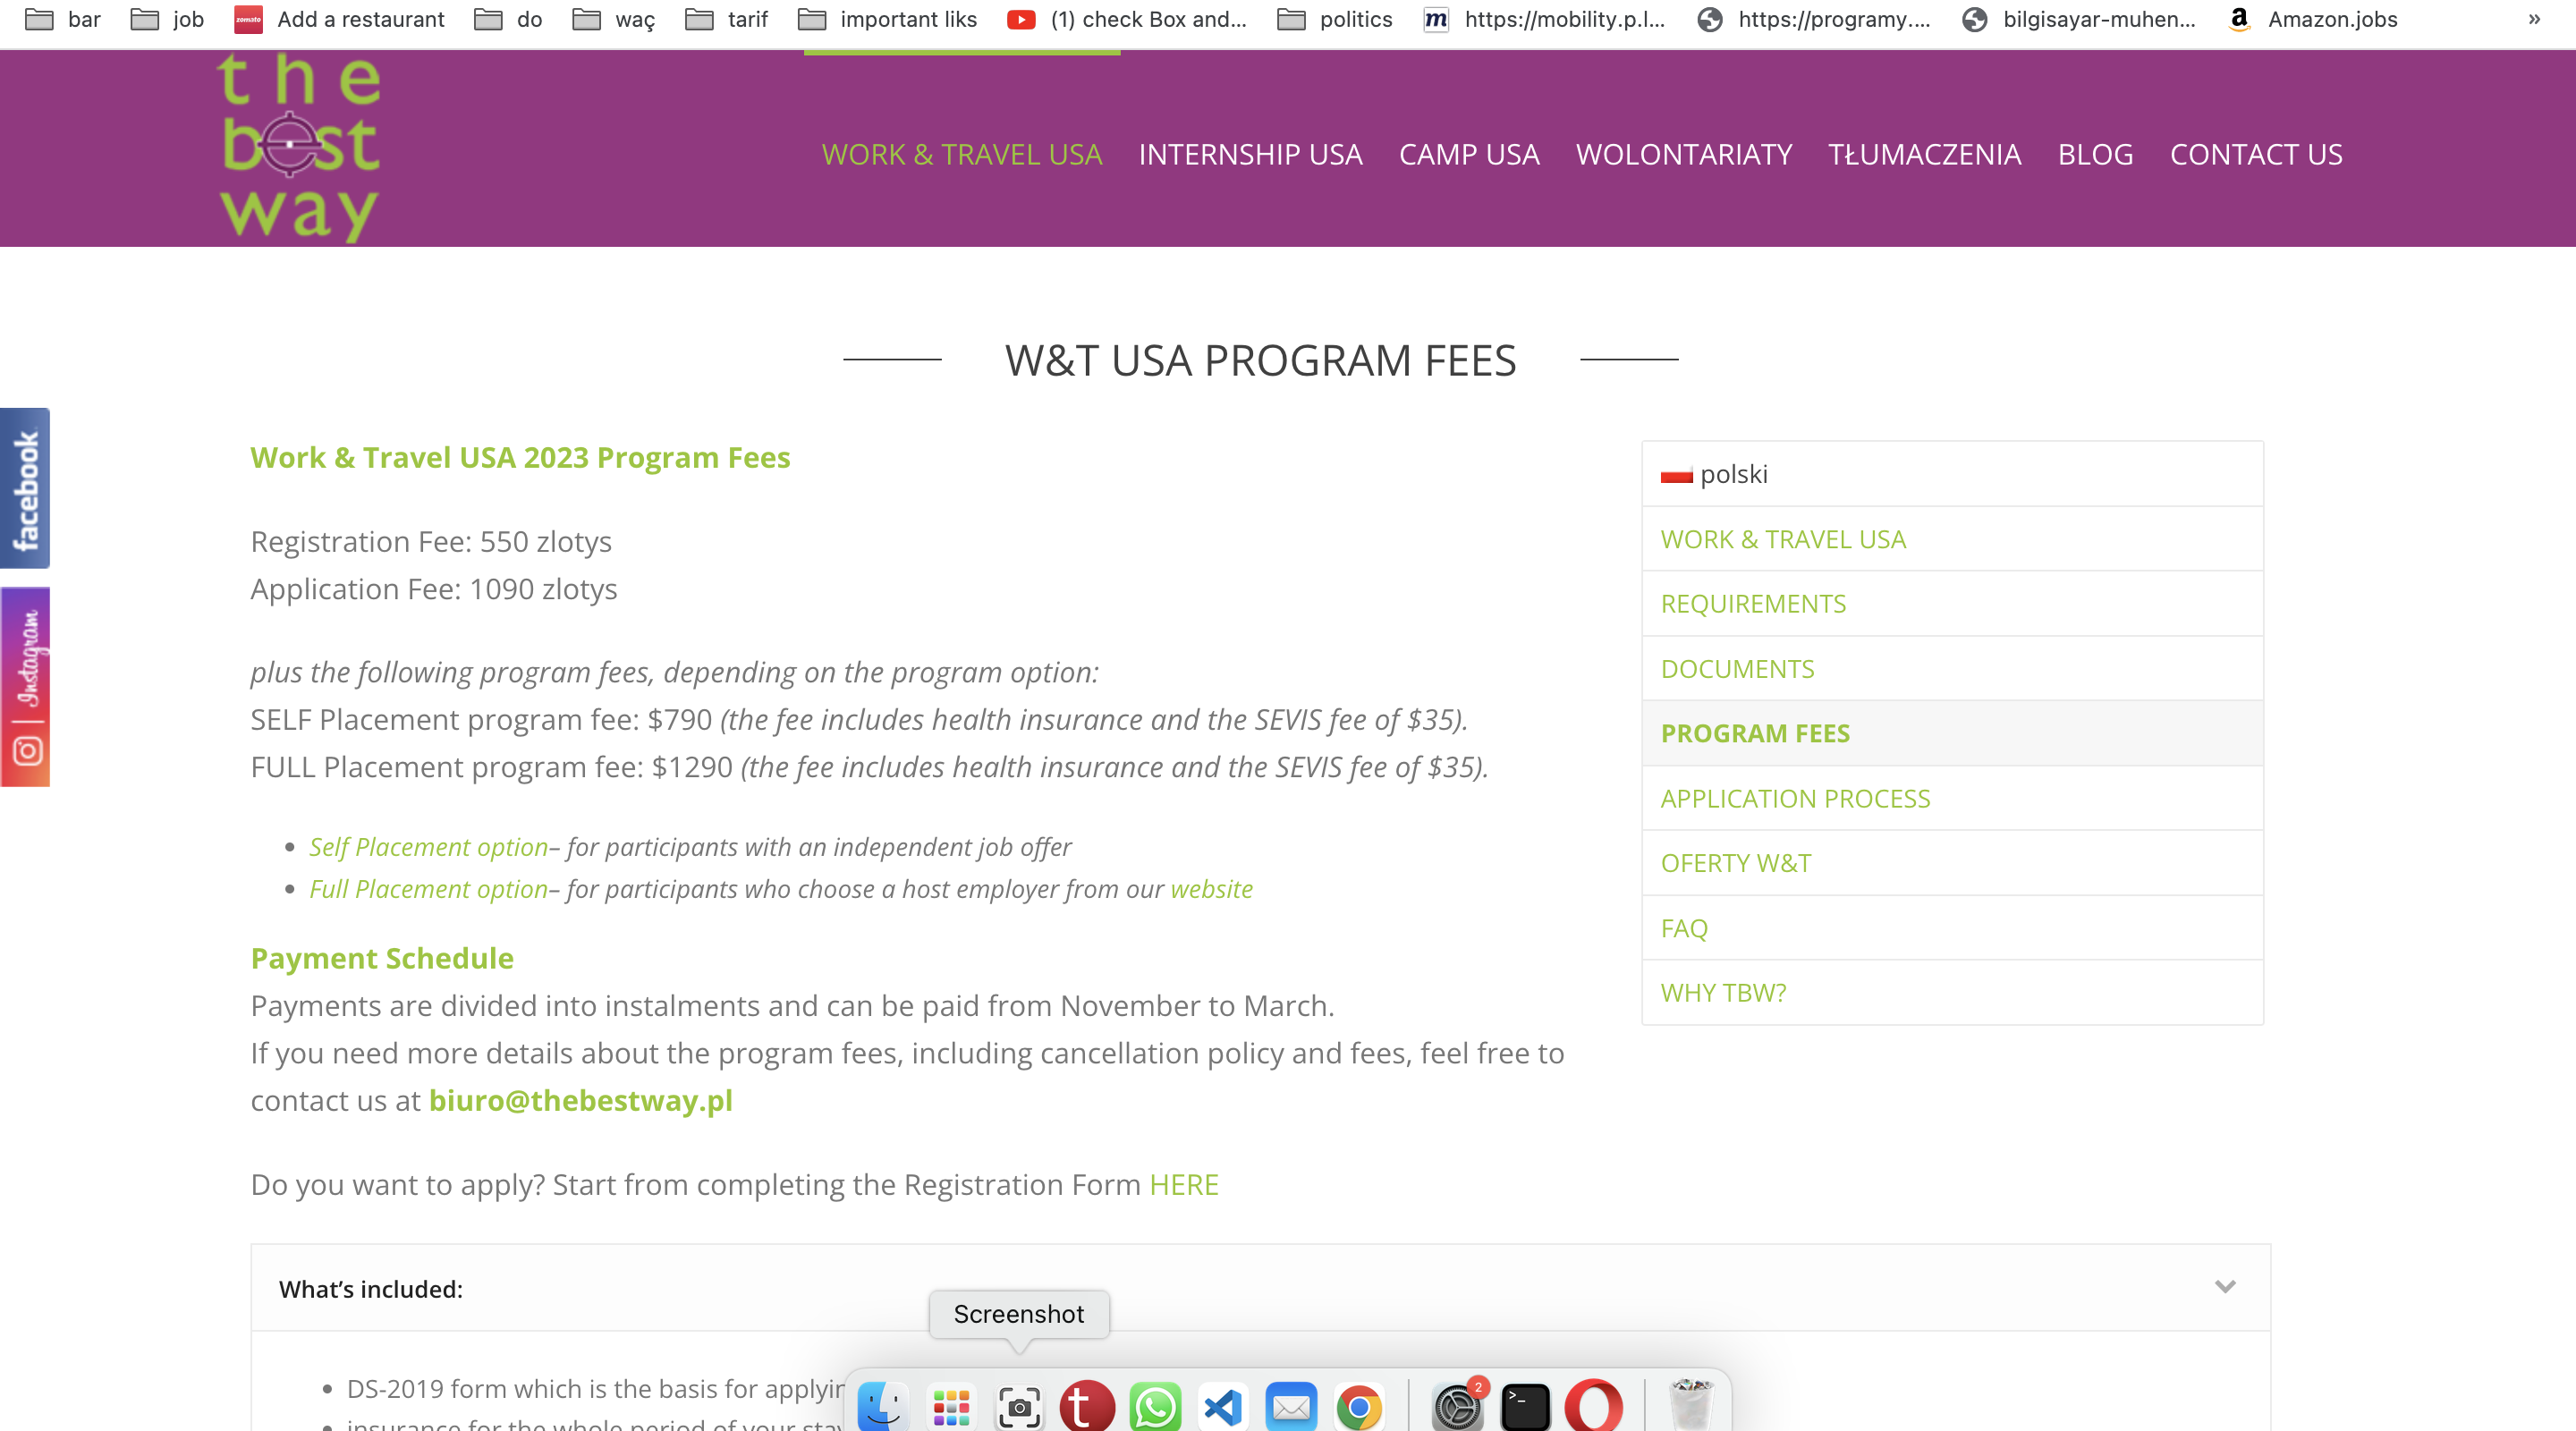 bar job Add a restaurant do waç tarif important liks (1) check Box and... politics https://mobility.p.l... https://programy.... bilgisayar-muhen... Amazon.jobs »
the
best
way
WORK & TRAVEL USA INTERNSHIP USA CAMP USA WOLONTARIATY TŁUMACZENIA BLOG CONTACT US
W&T USA PROGRAM FEES
facebook
Instagram
Work & Travel USA 2023 Program Fees
Registration Fee: 550 zlotys
Application Fee: 1090 zlotys
plus the following program fees, depending on the program option:
SELF Placement program fee: $790 (the fee includes health insurance and the SEVIS fee of $35).
FULL Placement program fee: $1290 (the fee includes health insurance and the SEVIS fee of $35).
• Self Placement option– for participants with an independent job offer
• Full Placement option– for participants who choose a host employer from our website
Payment Schedule
Payments are divided into instalments and can be paid from November to March.
If you need more details about the program fees, including cancellation policy and fees, feel free to
contact us at biuro@thebestway.pl
Do you want to apply? Start from completing the Registration Form HERE
polski
WORK & TRAVEL USA
REQUIREMENTS
DOCUMENTS
PROGRAM FEES
APPLICATION PROCESS
OFERTY W&T
FAQ
WHY TBW?
What's included:
Screenshot
• DS-2019 form which is the basis for
• insurance for the whole period of your
2